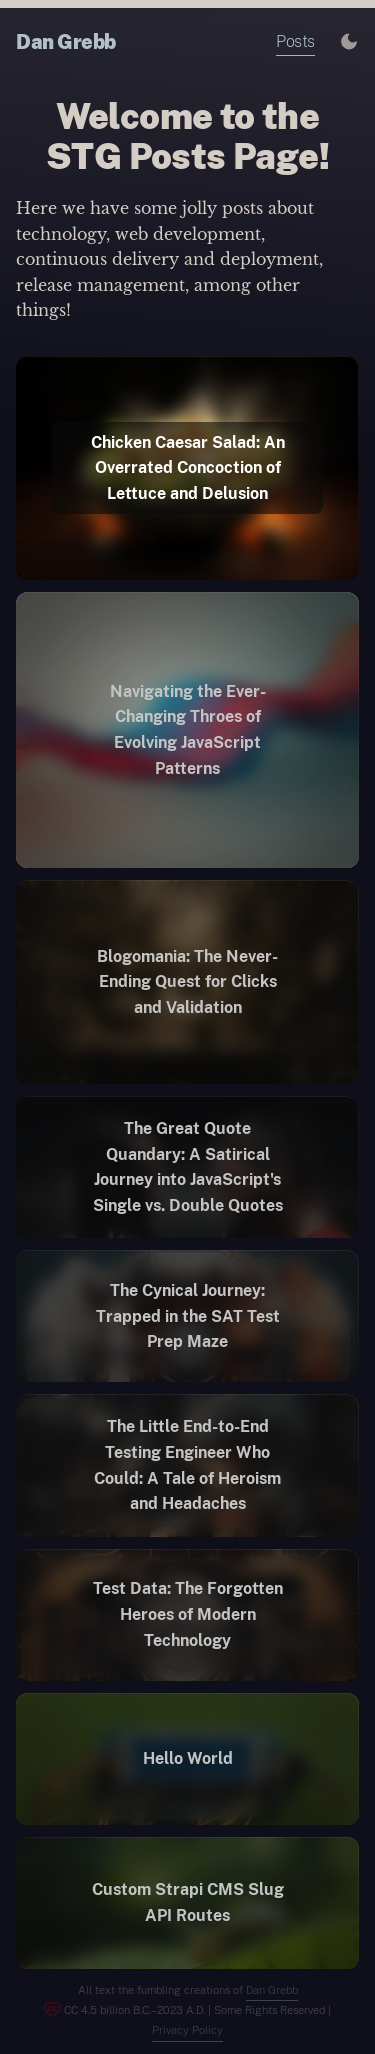 Dan Grebb
Posts
Welcome to the
STG Posts Page!
Here we have some jolly posts about
technology, web development,
continuous delivery and deployment,
release management, among other
things!
Chicken Caesar Salad: An
Overrated Concoction of
Lettuce and Delusion
Navigating the Ever-
Changing Throes of
Evolving JavaScript
Patterns
Blogomania: The Never-
Ending Quest for Clicks
and Validation
The Great Quote
Quandary: A Satirical
Journey into JavaScript's
Single vs. Double Quotes
The Cynical Journey:
Trapped in the SAT Test
Prep Maze
The Little End-to-End
Testing Engineer Who
Could: A Tale of Heroism
and Headaches
Test Data: The Forgotten
Heroes of Modern
Technology
Hello World
Custom Strapi CMS Slug
API Routes
All text the fumbling creations of Dan Grebb
CC 4.5 billion B.C.–2023 A.D. | Some Rights Reserved |
Privacy Policy